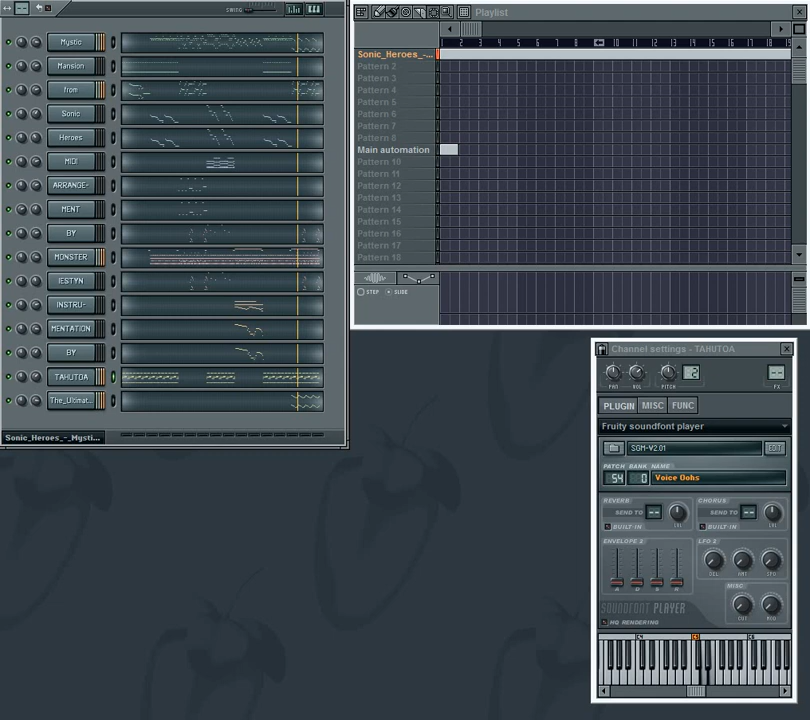 SWING
Mystic
Mansion
from
Sonic
Heroes
MIDI
ARRANGE-
MENT
BY
MONSTER
IESTYN
INSTRU-
MENTATION
BY
TAHUTOA
The_Ultimat..
Sonic_Heroes_-_Mysti...
Playlist
2 3 4 5 6 7 8 9 10 11 12 13 14 15 16 17 18 19
Sonic_Heroes_-...
Pattern 2
Pattern 3
Pattern 4
Pattern 5
Pattern 6
Pattern 7
Pattern 8
Main automation
Pattern 10
Pattern 11
Pattern 12
Pattern 13
Pattern 14
Pattern 15
Pattern 16
Pattern 17
Pattern 18
STEP SLIDE
Channel settings - TAHUTOA
PAN VOL PITCH 2 FX
PLUGIN MISC FUNC
Fruity soundfont player
SGM-V2.01 EDIT
PATCH BANK NAME
54 0 Voice Oohs
REVERB CHORUS
SEND TO -- LVL SEND TO -- LVL
BUILT-IN BUILT-IN
ENVELOPE 2 LFO 2
DEL AMT SPD
A D S R
MISC
SOUNDFONT PLAYER
CUT
HQ RENDERING
C4 C5 C6